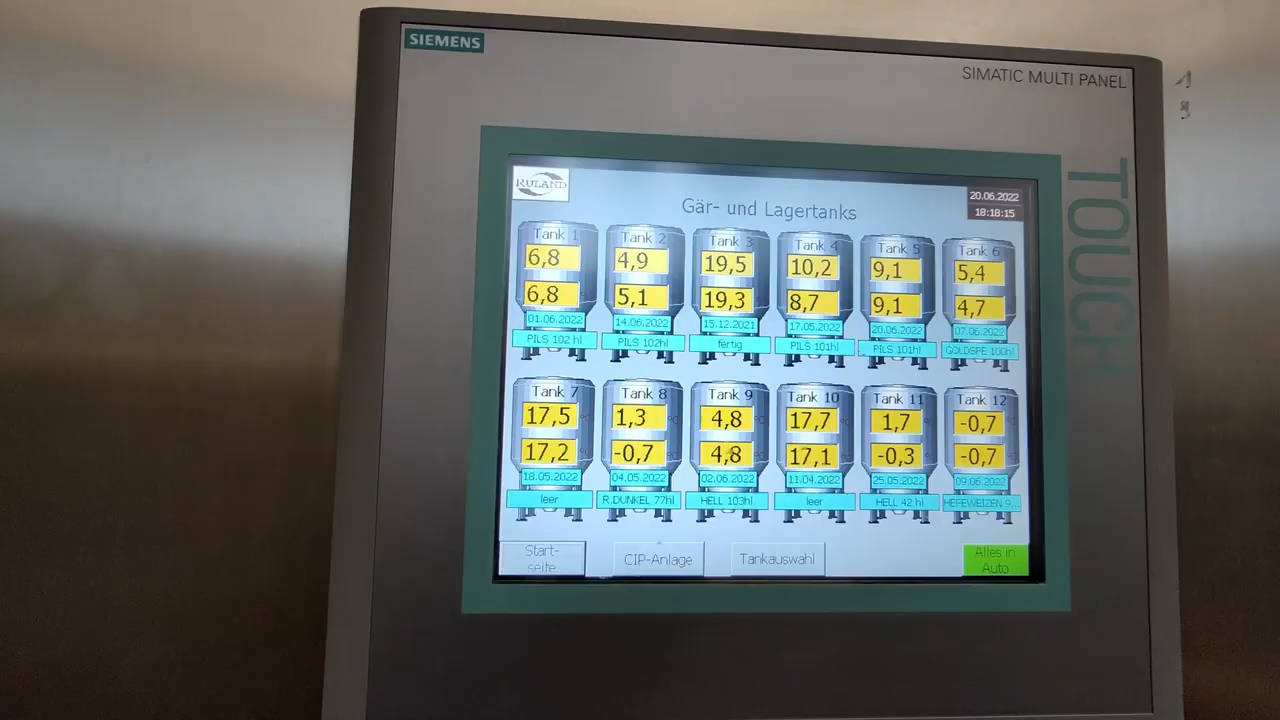 SIEMENS
SIMATIC MULTI PANEL
TOUCH
RULAND
Gär- und Lagertanks
20.06.2022
18:18:15
Tank 1
6,8
6,8
01.06.2022
PILS 102 hl
Tank 2
4,9
5,1
14.06.2022
PILS 102hl
Tank 3
19,5
19,3
15.12.2021
fertig
Tank 4
10,2
8,7
17.05.2022
PILS 101hl
Tank 5
9,1
9,1
20.06.2022
PILS 101hl
Tank 6
5,4
4,7
07.06.2022
GOLDSPE 100hl
Tank 7
17,5
17,2
18.05.2022
leer
Tank 8
1,3
-0,7
04.05.2022
R.DUNKEL 77hl
Tank 9
4,8
4,8
02.06.2022
HELL 103hl
Tank 10
17,7
17,1
11.04.2022
leer
Tank 11
1,7
-0,3
25.05.2022
HELL 42 hl
Tank 12
-0,7
-0,7
09.06.2022
HEFEWEIZEN 9...
Start-
seite
CIP-Anlage
Tankauswahl
Alles in
Auto